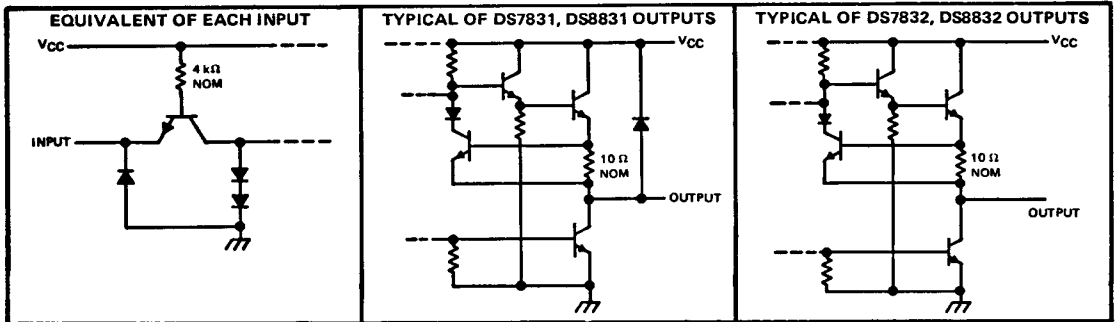 EQUIVALENT OF EACH INPUT
VCC
4 kΩ
NOM
INPUT
TYPICAL OF DS7831, DS8831 OUTPUTS
VCC
10 Ω
NOM
OUTPUT
TYPICAL OF DS7832, DS8832 OUTPUTS
VCC
10 Ω
NOM
OUTPUT